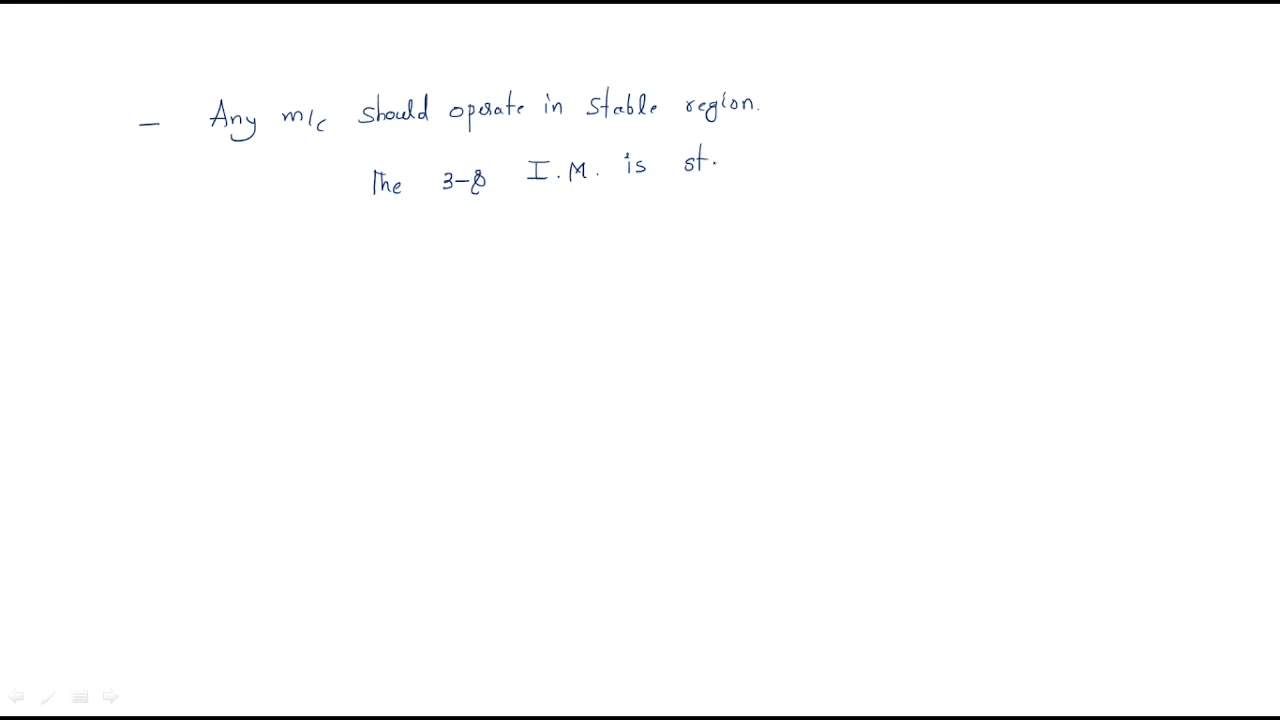 — Any m/c should operate in stable region.
The 3-φ I.M. is st.